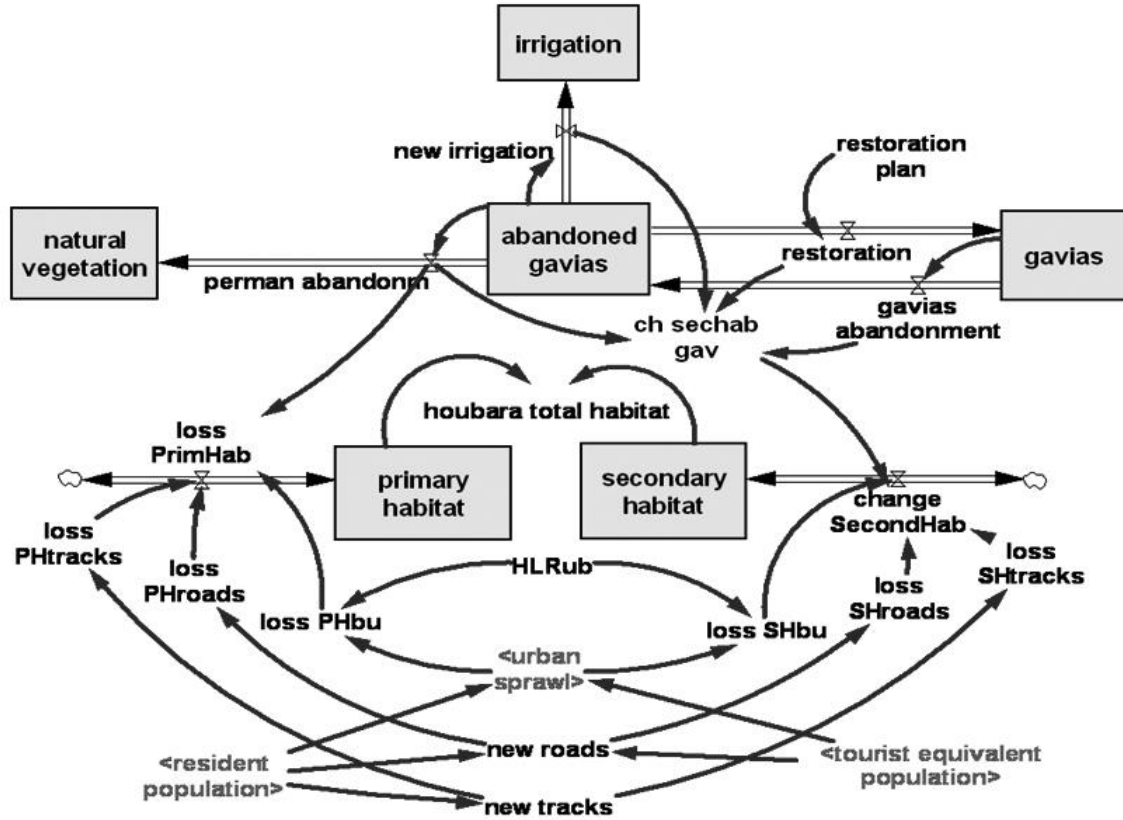 irrigation
new irrigation
restoration
plan
natural
vegetation
abandoned
gavias
gavias
perman abandonm
restoration
gavias
abandonment
ch sechab
gav
houbara total habitat
loss
PrimHab
primary
habitat
secondary
habitat
change
SecondHab
loss
PHtracks
loss
PHroads
HLRub
loss
SHtracks
loss
SHroads
loss PHbu
loss SHbu
<urban
sprawl>
new roads
<resident
population>
<tourist equivalent
population>
new tracks